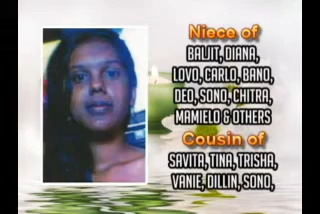 Niece of
BALJIT, DIANA,
LOVO, CARLO, BANO,
DEO, SONO, CHITRA,
MAMIELO & OTHERS
Cousin of
SAVITA, TINA, TRISHA,
VANIE, DILLIN, SONO,